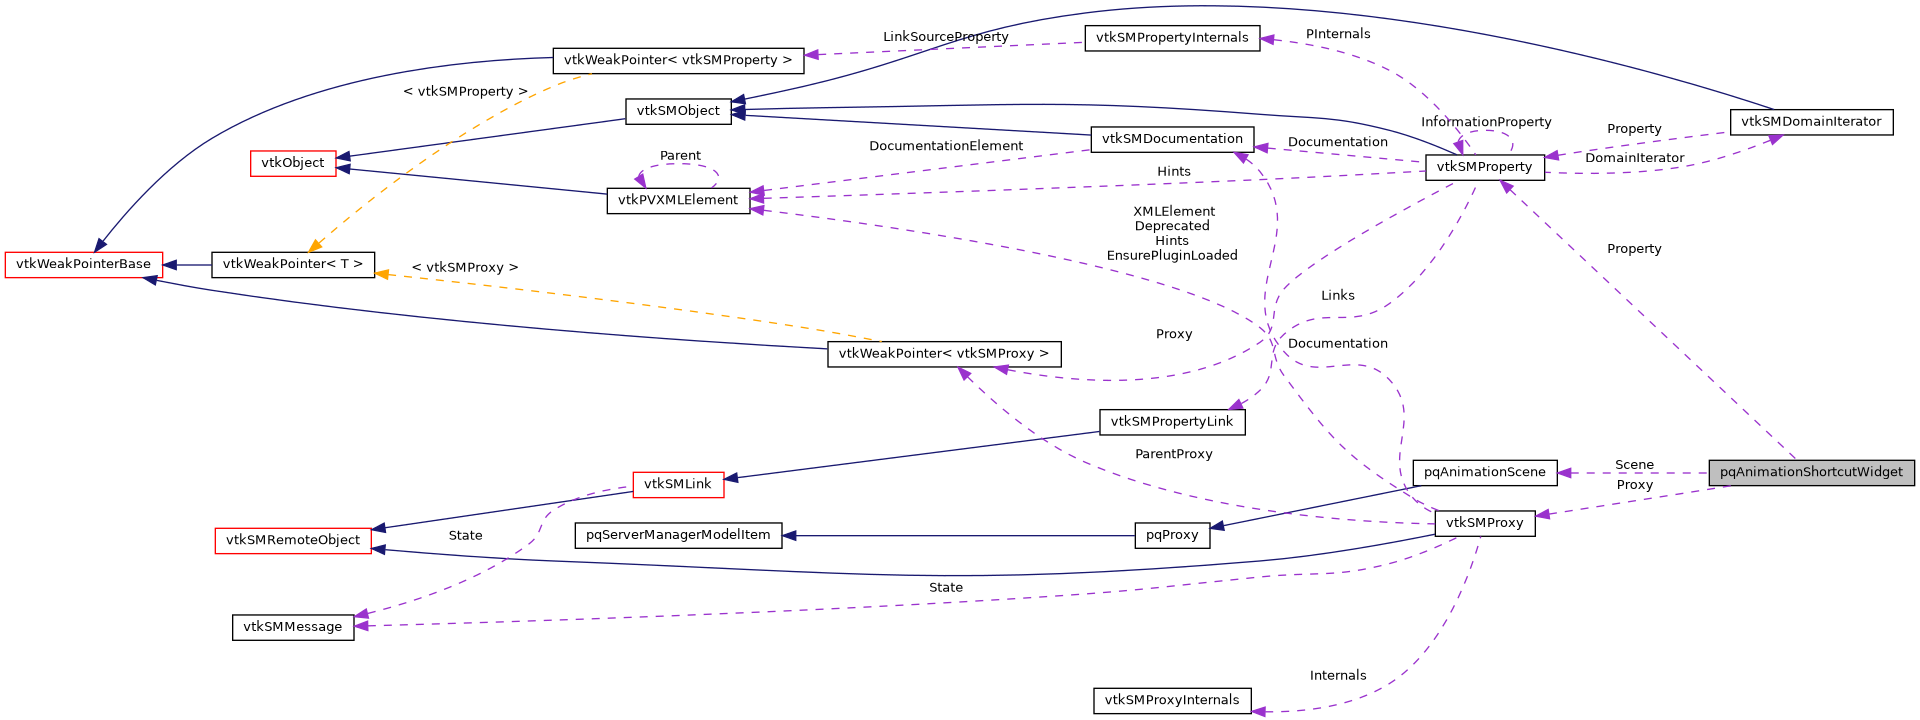 LinkSourceProperty
vtkSMPropertyInternals
PInternals
vtkWeakPointer< vtkSMProperty >
< vtkSMProperty >
vtkSMObject
InformationProperty
vtkSMDomainIterator
Property
vtkSMDocumentation
Documentation
DocumentationElement
Parent
DomainIterator
vtkObject
vtkSMProperty
Hints
vtkPVXMLElement
XMLElement
Deprecated
Hints
EnsurePluginLoaded
Property
vtkWeakPointerBase
vtkWeakPointer< T >
< vtkSMProxy >
Links
Proxy
Documentation
vtkWeakPointer< vtkSMProxy >
vtkSMPropertyLink
ParentProxy
Scene
pqAnimationScene
pqAnimationShortcutWidget
vtkSMLink
Proxy
vtkSMProxy
State
pqServerManagerModelItem
pqProxy
vtkSMRemoteObject
State
vtkSMMessage
Internals
vtkSMProxyInternals